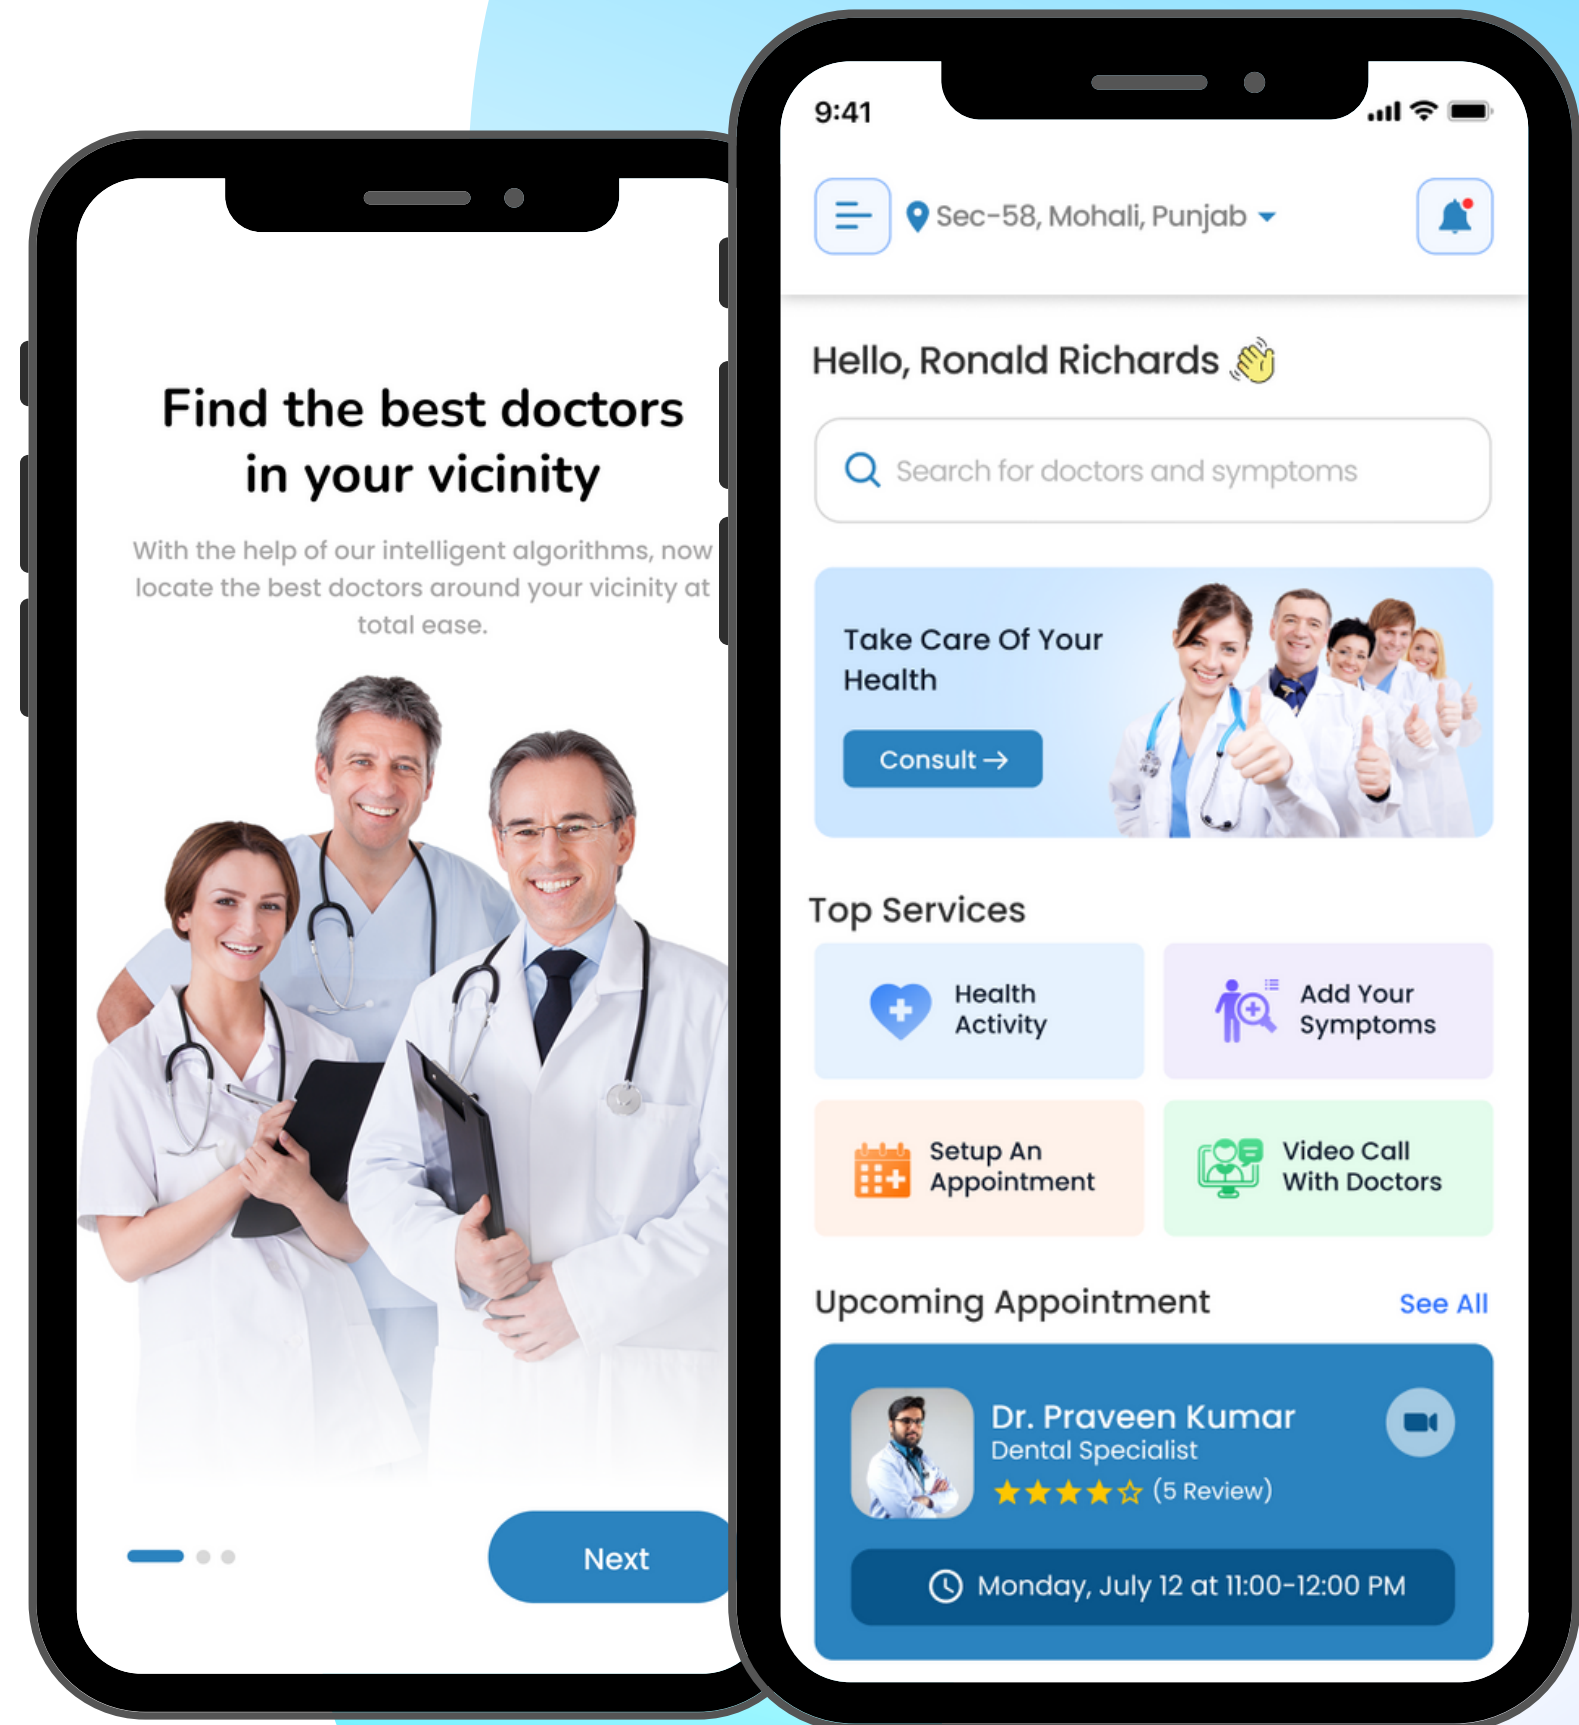 Find the best doctors
in your vicinity
With the help of our intelligent algorithms, now
locate the best doctors around your vicinity at
total ease.
Next
9:41
Sec-58, Mohali, Punjab
Hello, Ronald Richards
Search for doctors and symptoms
Take Care Of Your
Health
Consult →
Top Services
Health
Activity
Add Your
Symptoms
Setup An
Appointment
Video Call
With Doctors
Upcoming Appointment
See All
Dr. Praveen Kumar
Dental Specialist
(5 Review)
Monday, July 12 at 11:00-12:00 PM